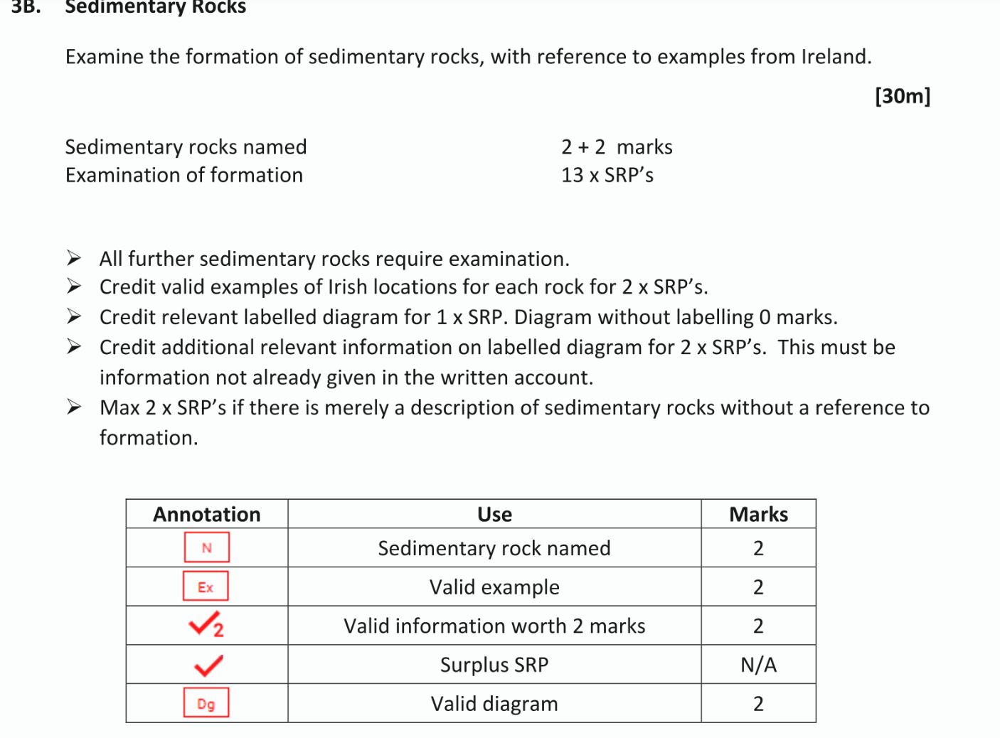 3B. Sedimentary Rocks
Examine the formation of sedimentary rocks, with reference to examples from Ireland.
[30m]
Sedimentary rocks named 2 + 2 marks
Examination of formation 13 x SRP’s
➢ All further sedimentary rocks require examination.
➢ Credit valid examples of Irish locations for each rock for 2 x SRP’s.
➢ Credit relevant labelled diagram for 1 x SRP. Diagram without labelling 0 marks.
➢ Credit additional relevant information on labelled diagram for 2 x SRP’s. This must be
information not already given in the written account.
➢ Max 2 x SRP’s if there is merely a description of sedimentary rocks without a reference to
formation.
Annotation Use Marks
N Sedimentary rock named 2
Ex Valid example 2
✓2 Valid information worth 2 marks 2
✓ Surplus SRP N/A
Dg Valid diagram 2